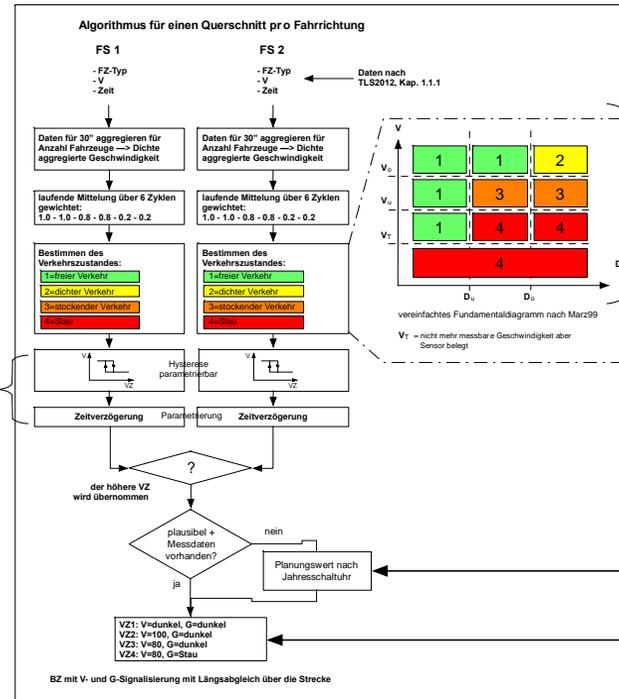 Algorithmus für einen Querschnitt pro Fahrrichtung
FS 1
FS 2
- FZ-Typ
- V
- Zeit
- FZ-Typ
- V
- Zeit
Daten nach
TLS2012, Kap. 1.1.1
Daten für 30" aggregieren für
Anzahl Fahrzeuge —> Dichte
aggregierte Geschwindigkeit
Daten für 30" aggregieren für
Anzahl Fahrzeuge —> Dichte
aggregierte Geschwindigkeit
laufende Mittelung über 6 Zyklen
gewichtet:
1.0 - 1.0 - 0.8 - 0.8 - 0.2 - 0.2
laufende Mittelung über 6 Zyklen
gewichtet:
1.0 - 1.0 - 0.8 - 0.8 - 0.2 - 0.2
Bestimmen des
Verkehrszustandes:
1=freier Verkehr
2=dichter Verkehr
3=stockender Verkehr
4=Stau
Bestimmen des
Verkehrszustandes:
1=freier Verkehr
2=dichter Verkehr
3=stockender Verkehr
4=Stau
V
Vo
1 1 2
Vu
1 3 3
VT
1 4 4
4
D
Du
Do
vereinfachtes Fundamentaldiagramm nach Marz99
VT = nicht mehr messbare Geschwindigkeit aber
Sensor belegt
V
VZ
Hysterese
parametrierbar
V
VZ
Zeitverzögerung
Parametrierung
Zeitverzögerung
?
der höhere VZ
wird übernommen
plausibel +
Messdaten
vorhanden?
nein
ja
Planungswert nach
Jahresschaltuhr
VZ1: V=dunkel, G=dunkel
VZ2: V=100, G=dunkel
VZ3: V=80, G=dunkel
VZ4: V=80, G=Stau
BZ mit V- und G-Signalisierung mit Längsabgleich über die Strecke